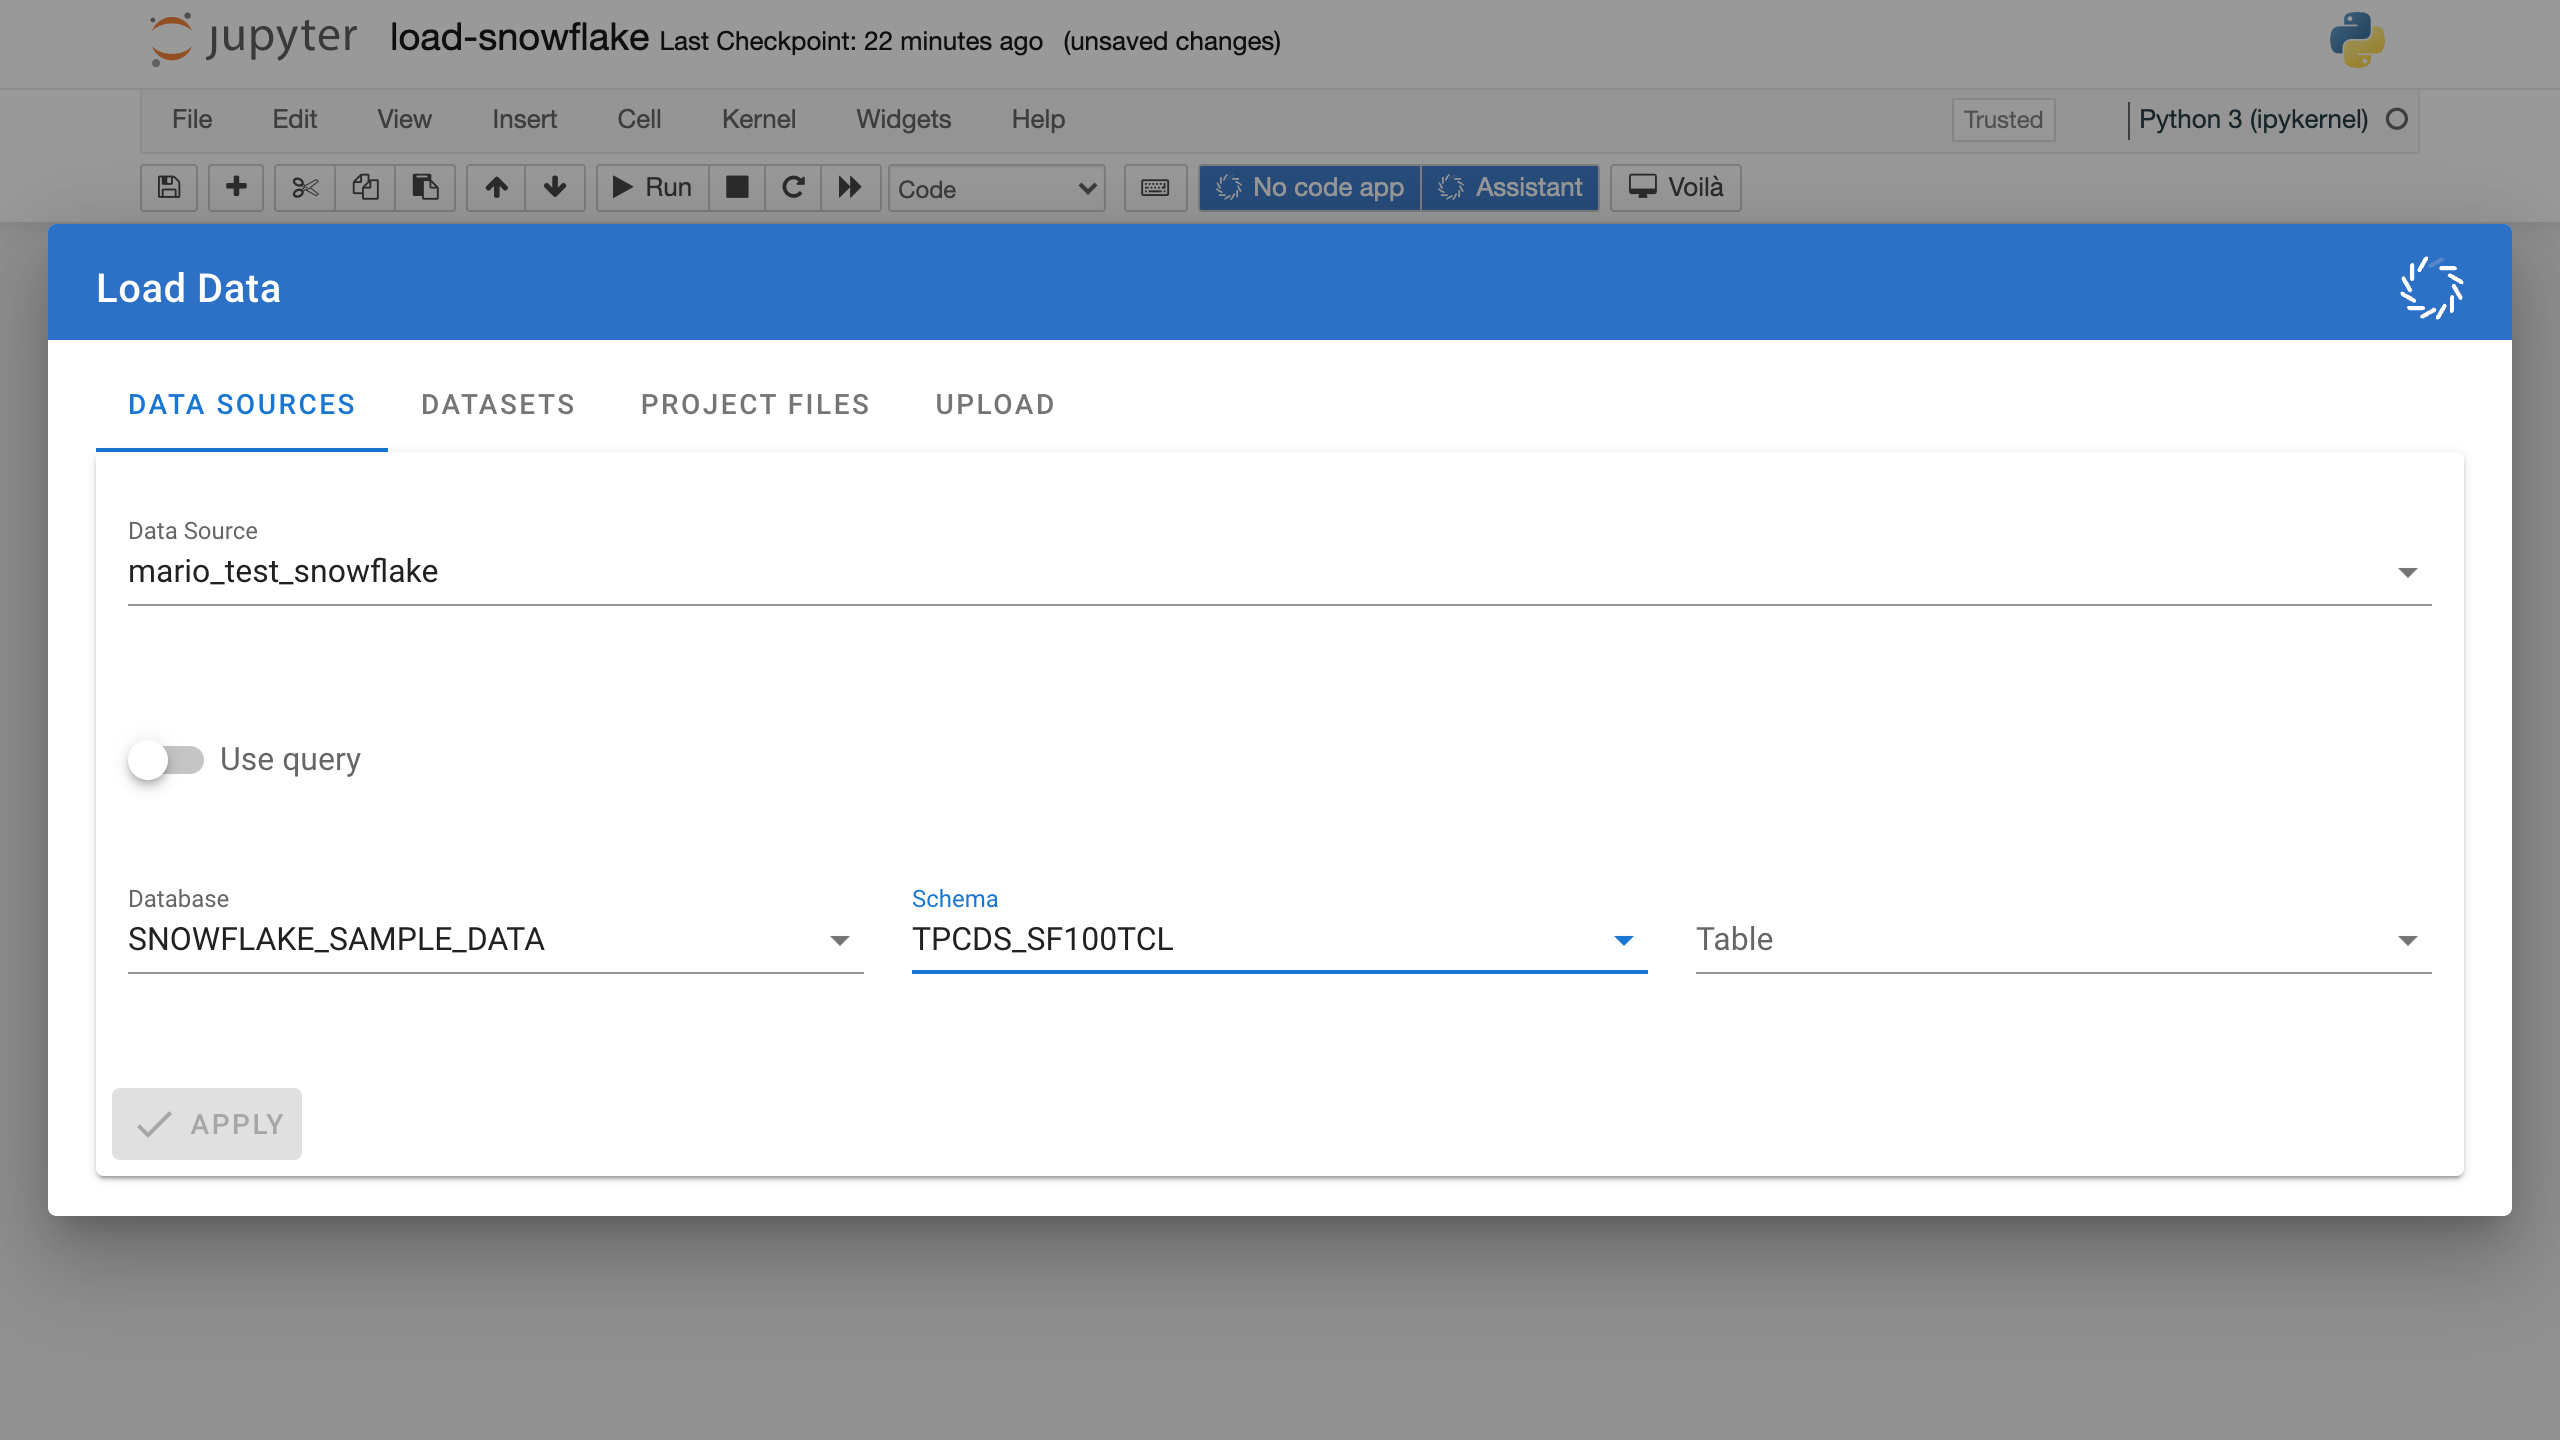 jupyter load-snowflake Last Checkpoint: 22 minutes ago (unsaved changes)
File Edit View Insert Cell Kernel Widgets Help Trusted Python 3 (ipykernel)
Run Code No code app Assistant Voilà
Load Data
DATA SOURCES DATASETS PROJECT FILES UPLOAD
Data Source
mario_test_snowflake
Use query
Database Schema
SNOWFLAKE_SAMPLE_DATA TPCDS_SF100TCL Table
APPLY